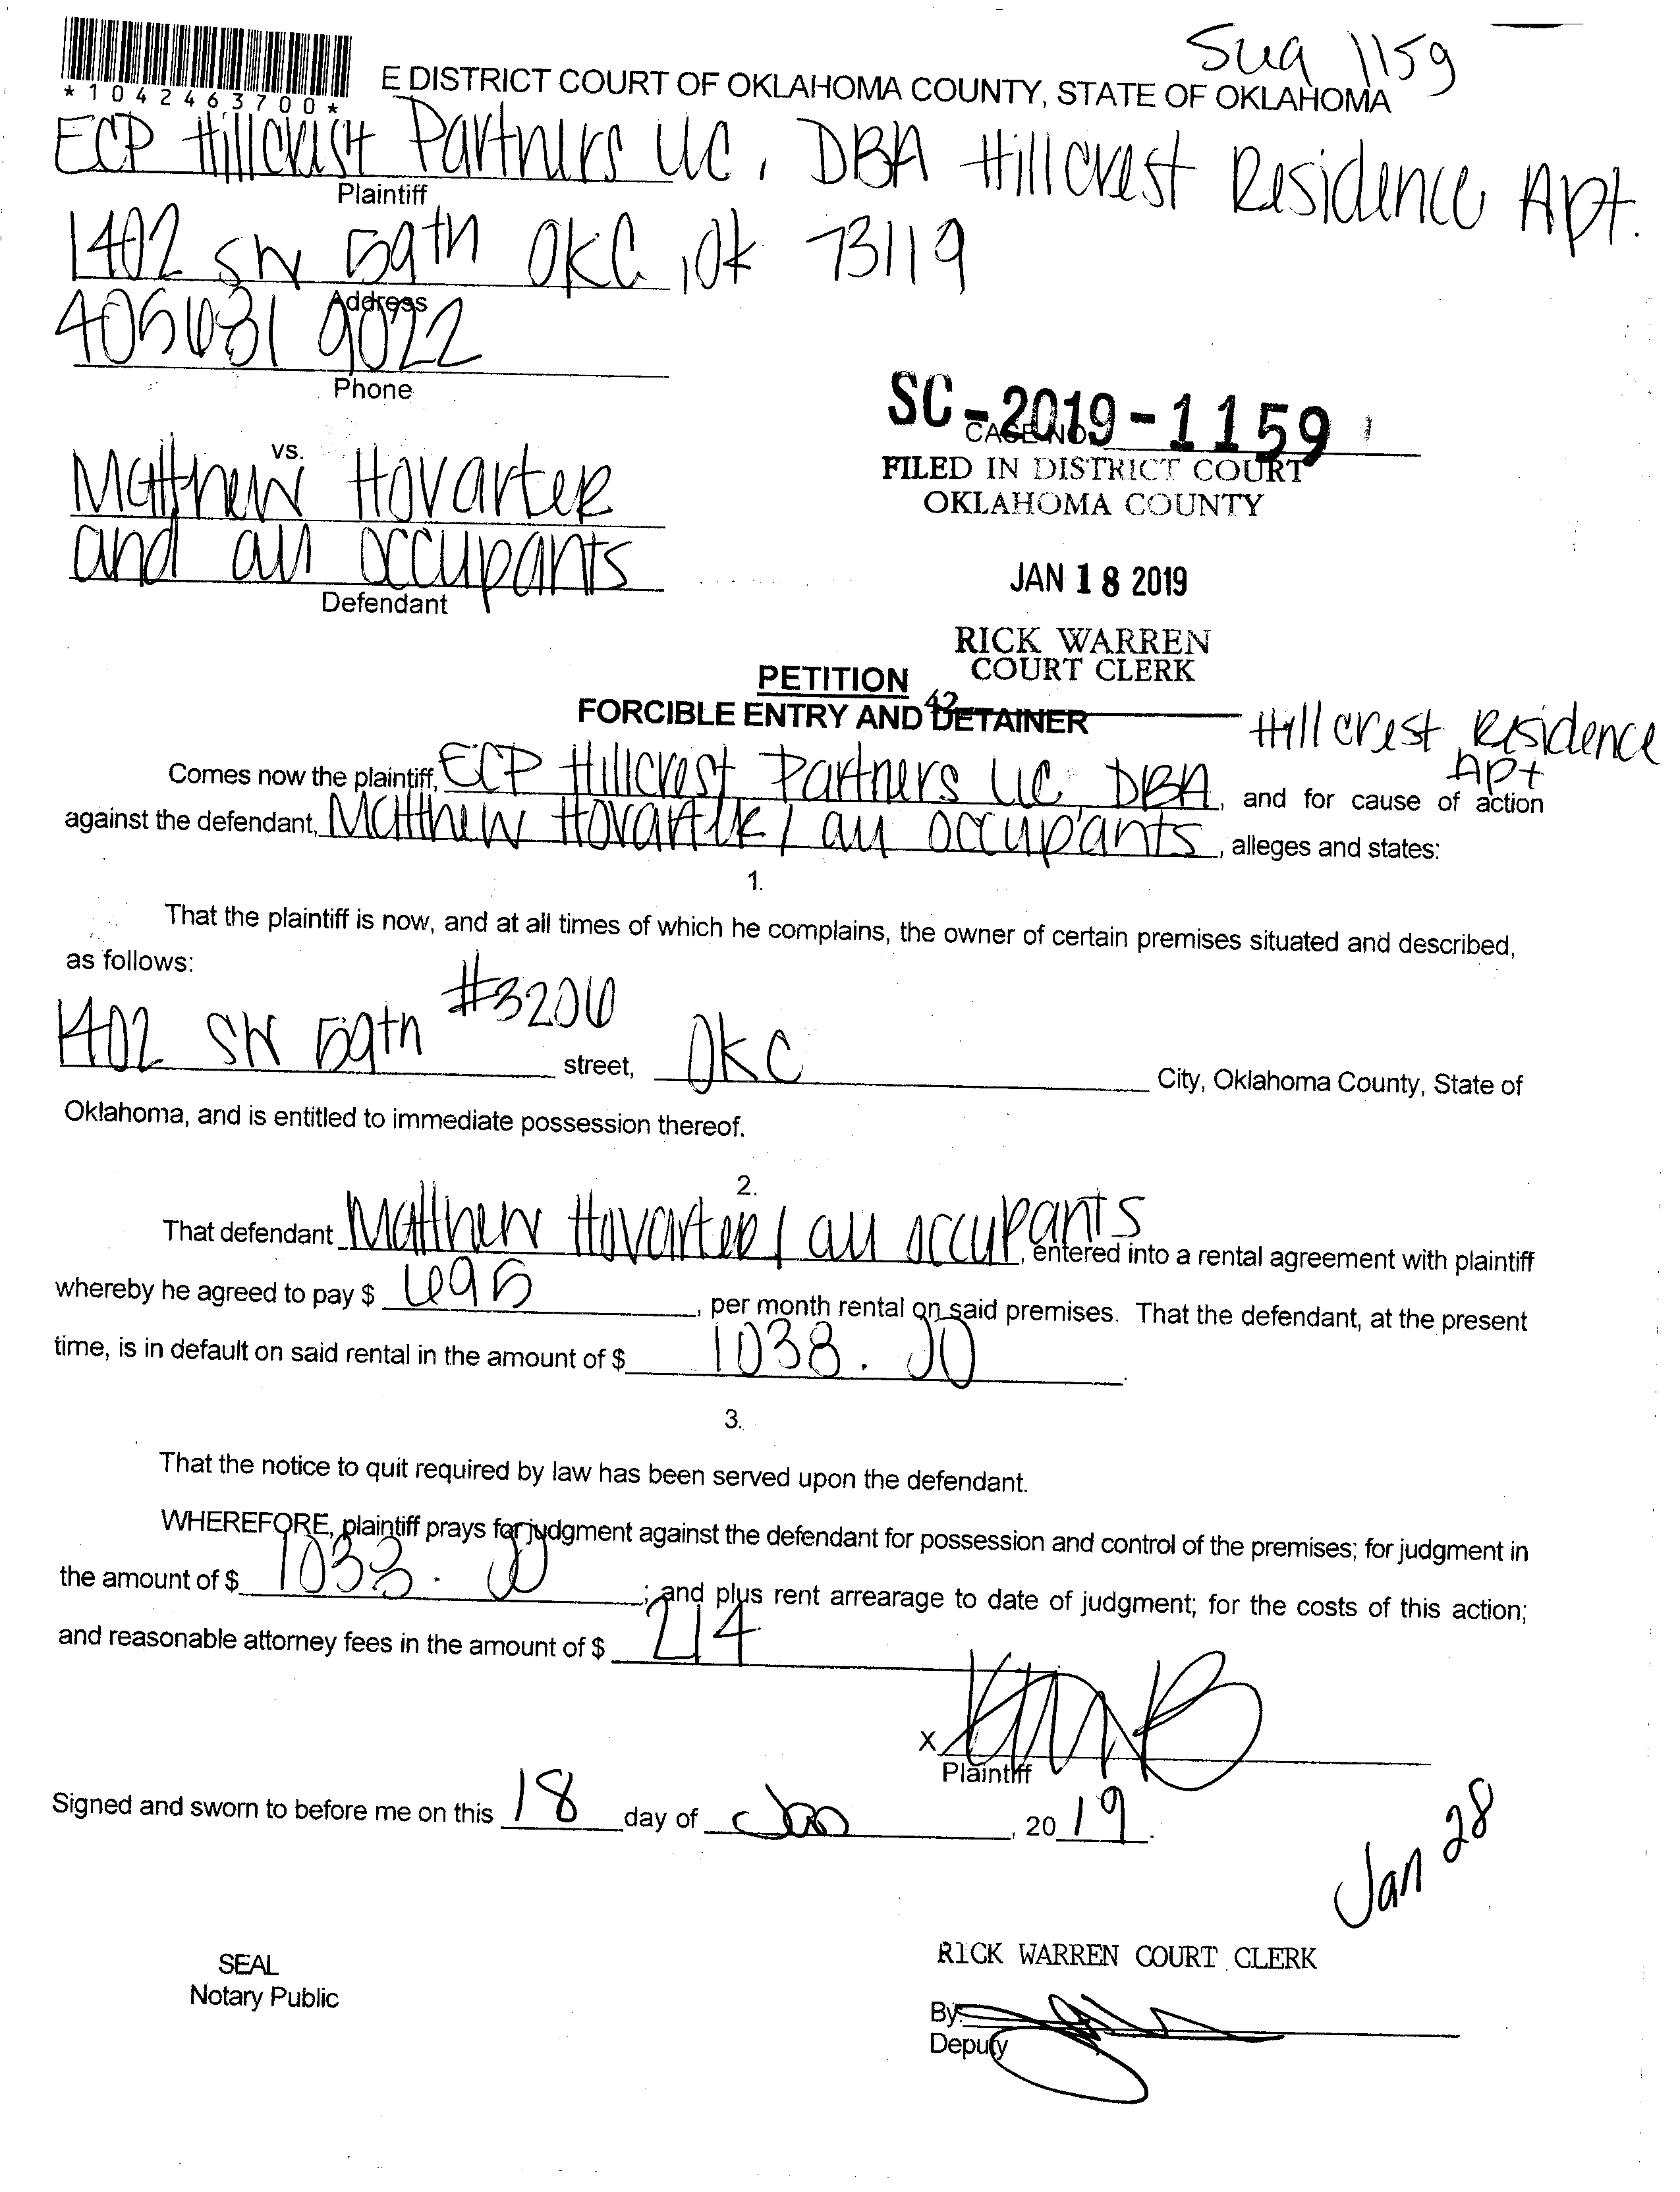 Sua 1159
*1042463700*
E DISTRICT COURT OF OKLAHOMA COUNTY, STATE OF OKLAHOMA
ECP Hillcrest Partners LLC, DBA Hillcrest Residence Apt.
Plaintiff
1402 SW 59th OKC, Ok 73119
Address
405 631 9022
Phone
SC-2019-1159
CASE NO.
vs.
FILED IN DISTRICT COURT
OKLAHOMA COUNTY
Matthew Hovarter
and all occupants
Defendant
JAN 18 2019
RICK WARREN
COURT CLERK
PETITION
42
FORCIBLE ENTRY AND DETAINER
Hillcrest Residence
Apt
Comes now the plaintiff, ECP Hillcrest Partners LLC, DBA, and for cause of action
against the defendant, Matthew Hovarter / all occupants, alleges and states:
1.
That the plaintiff is now, and at all times of which he complains, the owner of certain premises situated and described,
as follows:
1402 SW 59th #3206 street, OKC City, Oklahoma County, State of
Oklahoma, and is entitled to immediate possession thereof.
2.
That defendant Matthew Hovarter / all occupants, entered into a rental agreement with plaintiff
whereby he agreed to pay $ 695, per month rental on said premises. That the defendant, at the present
time, is in default on said rental in the amount of $ 1038.00.
3.
That the notice to quit required by law has been served upon the defendant.
WHEREFORE, plaintiff prays for judgment against the defendant for possession and control of the premises; for judgment in
the amount of $ 1038.00; and plus rent arrearage to date of judgment; for the costs of this action;
and reasonable attorney fees in the amount of $ 214
X
Plaintiff
Signed and sworn to before me on this 18 day of Jan, 2019.
Jan 28
RICK WARREN COURT CLERK
SEAL
Notary Public
By:
Deputy